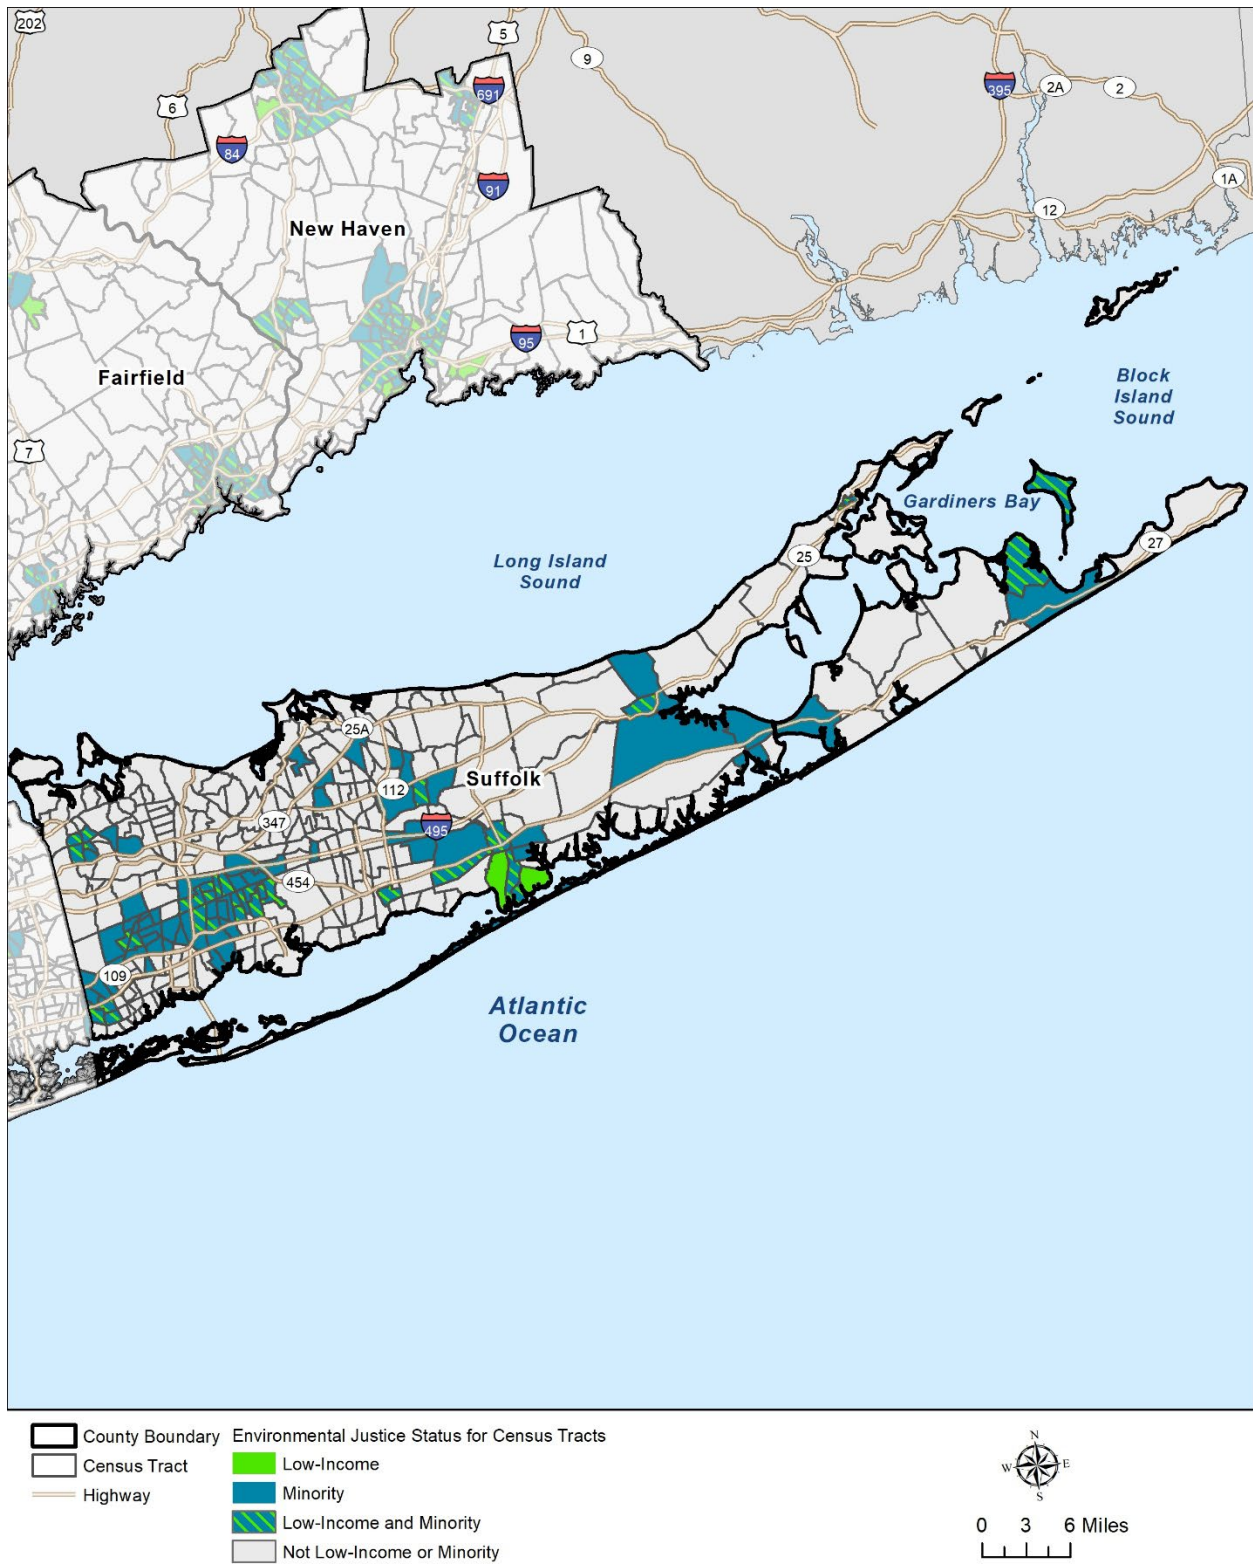 202
5
9
6
691
395
2A
2
84
91
1A
12
New Haven
95
1
Fairfield
Block
Island
Sound
7
Gardiners Bay
Long Island
Sound
25
27
25A
Suffolk
112
347
495
454
109
Atlantic
Ocean
County Boundary
Census Tract
Highway
Environmental Justice Status for Census Tracts
Low-Income
Minority
Low-Income and Minority
Not Low-Income or Minority
N
W
E
S
0 3 6 Miles